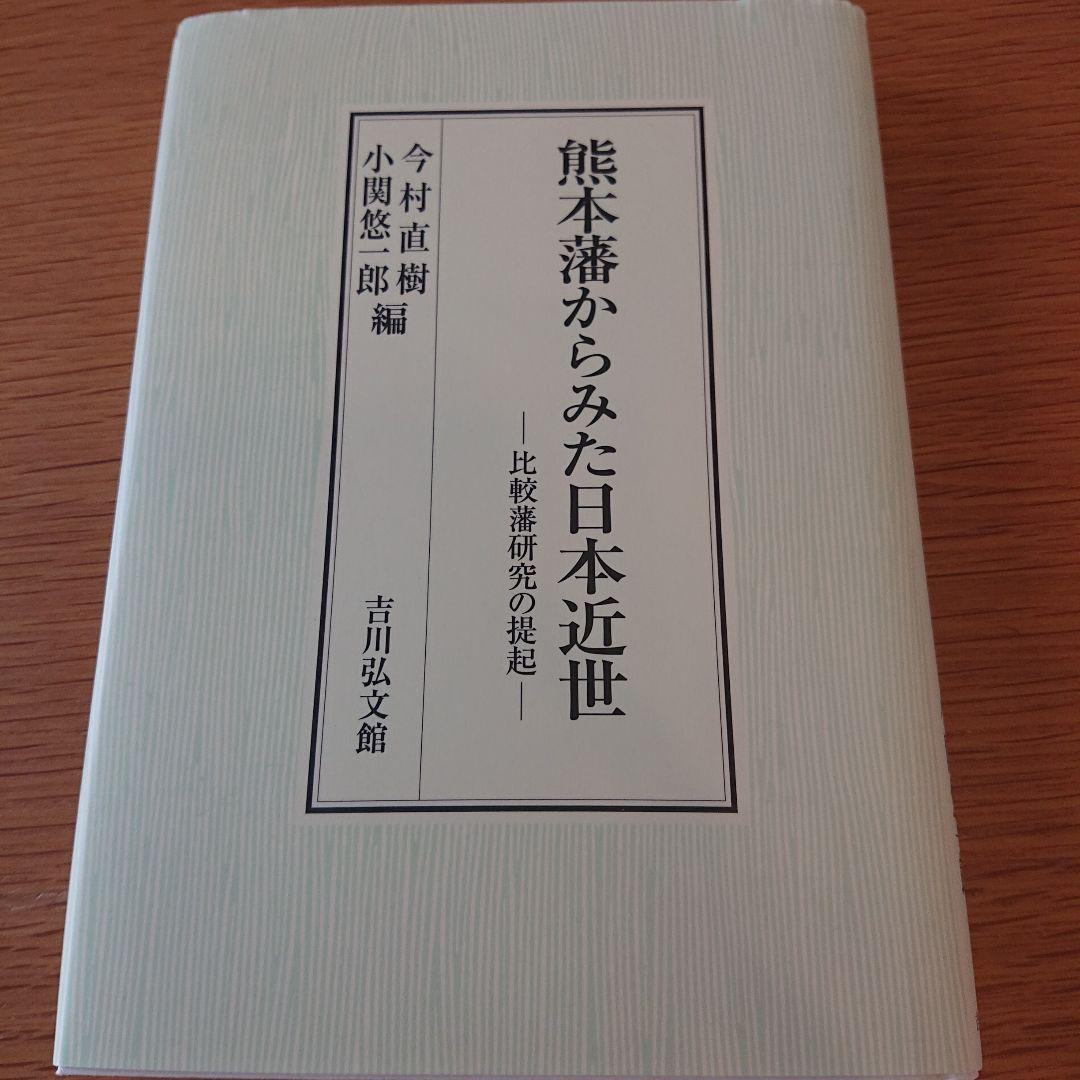 熊本藩からみた日本近世
―比較藩研究の提起―
今村直樹
小関悠一郎
編
吉川弘文館